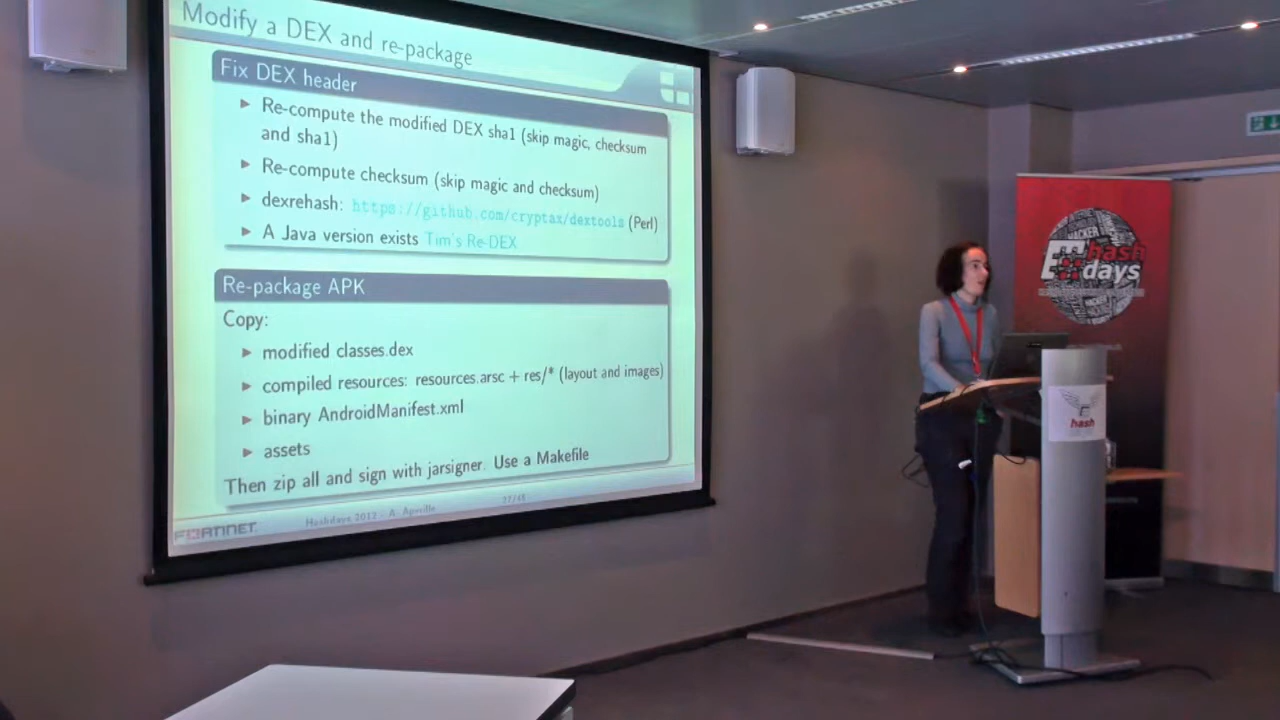 Modify a DEX and re-package
Fix DEX header
Re-compute the modified DEX sha1 (skip magic, checksum
and sha1)
Re-compute checksum (skip magic and checksum)
dexrehash: https://github.com/cryptax/dextools (Perl)
A Java version exists Tim's Re-DEX
Re-package APK
Copy:
modified classes.dex
compiled resources: resources.arsc + res/* (layout and images)
binary AndroidManifest.xml
assets
Then zip all and sign with jarsigner. Use a Makefile
FORTINET
Hashdays 2012 - A. Apvrille
27/48
HACKER
hash
days
hash